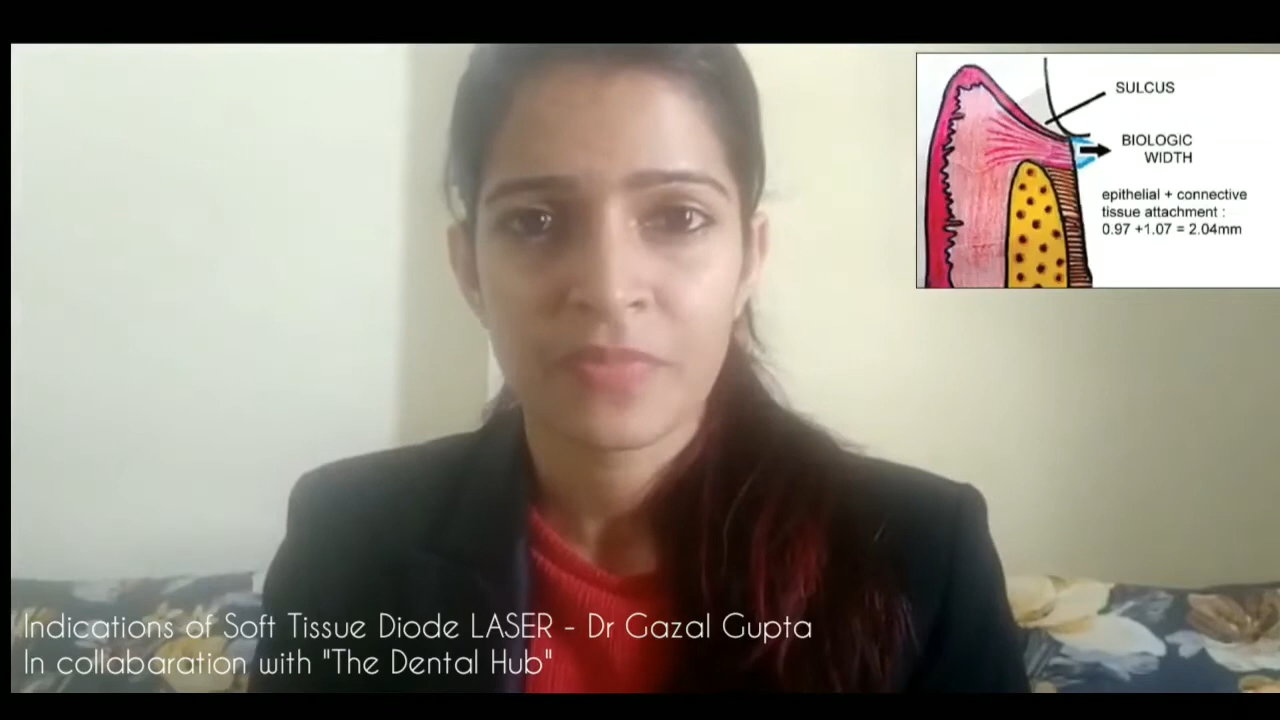 SULCUS
BIOLOGIC
WIDTH
epithelial + connective
tissue attachment :
0.97 +1.07 = 2.04mm
Indications of Soft Tissue Diode LASER - Dr Gazal Gupta
In collabaration with "The Dental Hub"